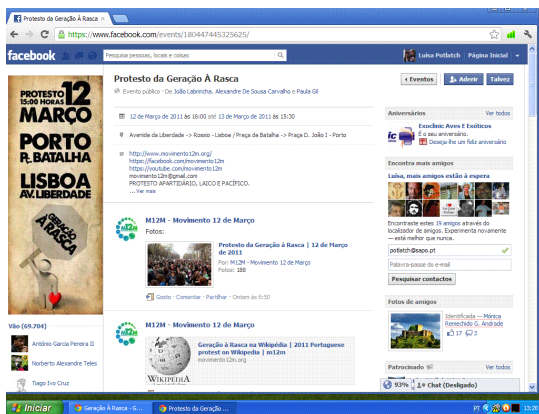 Protesto da Geração À Rasca
https://www.facebook.com/events/180447445325625/
facebook
Pesquisa pessoas, locais e coisas
Luísa Potlatch
Página Inicial
PROTESTO 12
15:00 HORAS
MARÇO
PORTO
P. BATALHA
LISBOA
AV. LIBERDADE
GERAÇÃO
À RASCA
Vão (69.704)
António Garcia Pereira II
Norberto Alexandre Teles
Tiago Ivo Cruz
Protesto da Geração À Rasca
Evento público · De João Labrincha, Alexandre De Sousa Carvalho e Paula Gil
Eventos
Aderir
Talvez
12 de Março de 2011 às 16:00 até 13 de Março às 15:30
Avenida da Liberdade -> Rossio - Lisboa / Praça da Batalha -> Praça D. João I - Porto
http://www.movimento12m.org/
https://facebook.com/movimento12m
https://youtube.com/movimento12m
movimento12m@gmail.com
PROTESTO APARTIDÁRIO, LAICO E PACÍFICO.
... Ver mais
M12M - Movimento 12 de Março
Fotos:
Protesto da Geração à Rasca | 12 de Março
de 2011
Por: M12M - Movimento 12 de Março
Fotos: 188
Gosto · Comentar · Partilhar · Ontem às 6:50
M12M - Movimento 12 de Março
Geração à Rasca na Wikipédia | 2011 Portuguese
protest on Wikipedia | m12m
movimento12m.org
WIKIPEDIA
Aniversários
Ver todos
Exoclinic Aves E Exóticos
É o seu aniversário.
Deseja-lhe um feliz aniversário
Encontra mais amigos
Luísa, mais amigos estão à espera
Encontraste estes 19 amigos através do
localizador de amigos. Experimenta novamente
— está melhor que nunca.
potlatch@sapo.pt
Palavra-passe do e-mail
Pesquisar contactos
Fotos de amigos
Identificada — Mónica
Remechido G. Andrade
17
3
Patrocinado
Ver todos
93%
Chat (Desligado)
Iniciar
Geração À Rasca - G...
Protesto da Geração ...
PT
13:20